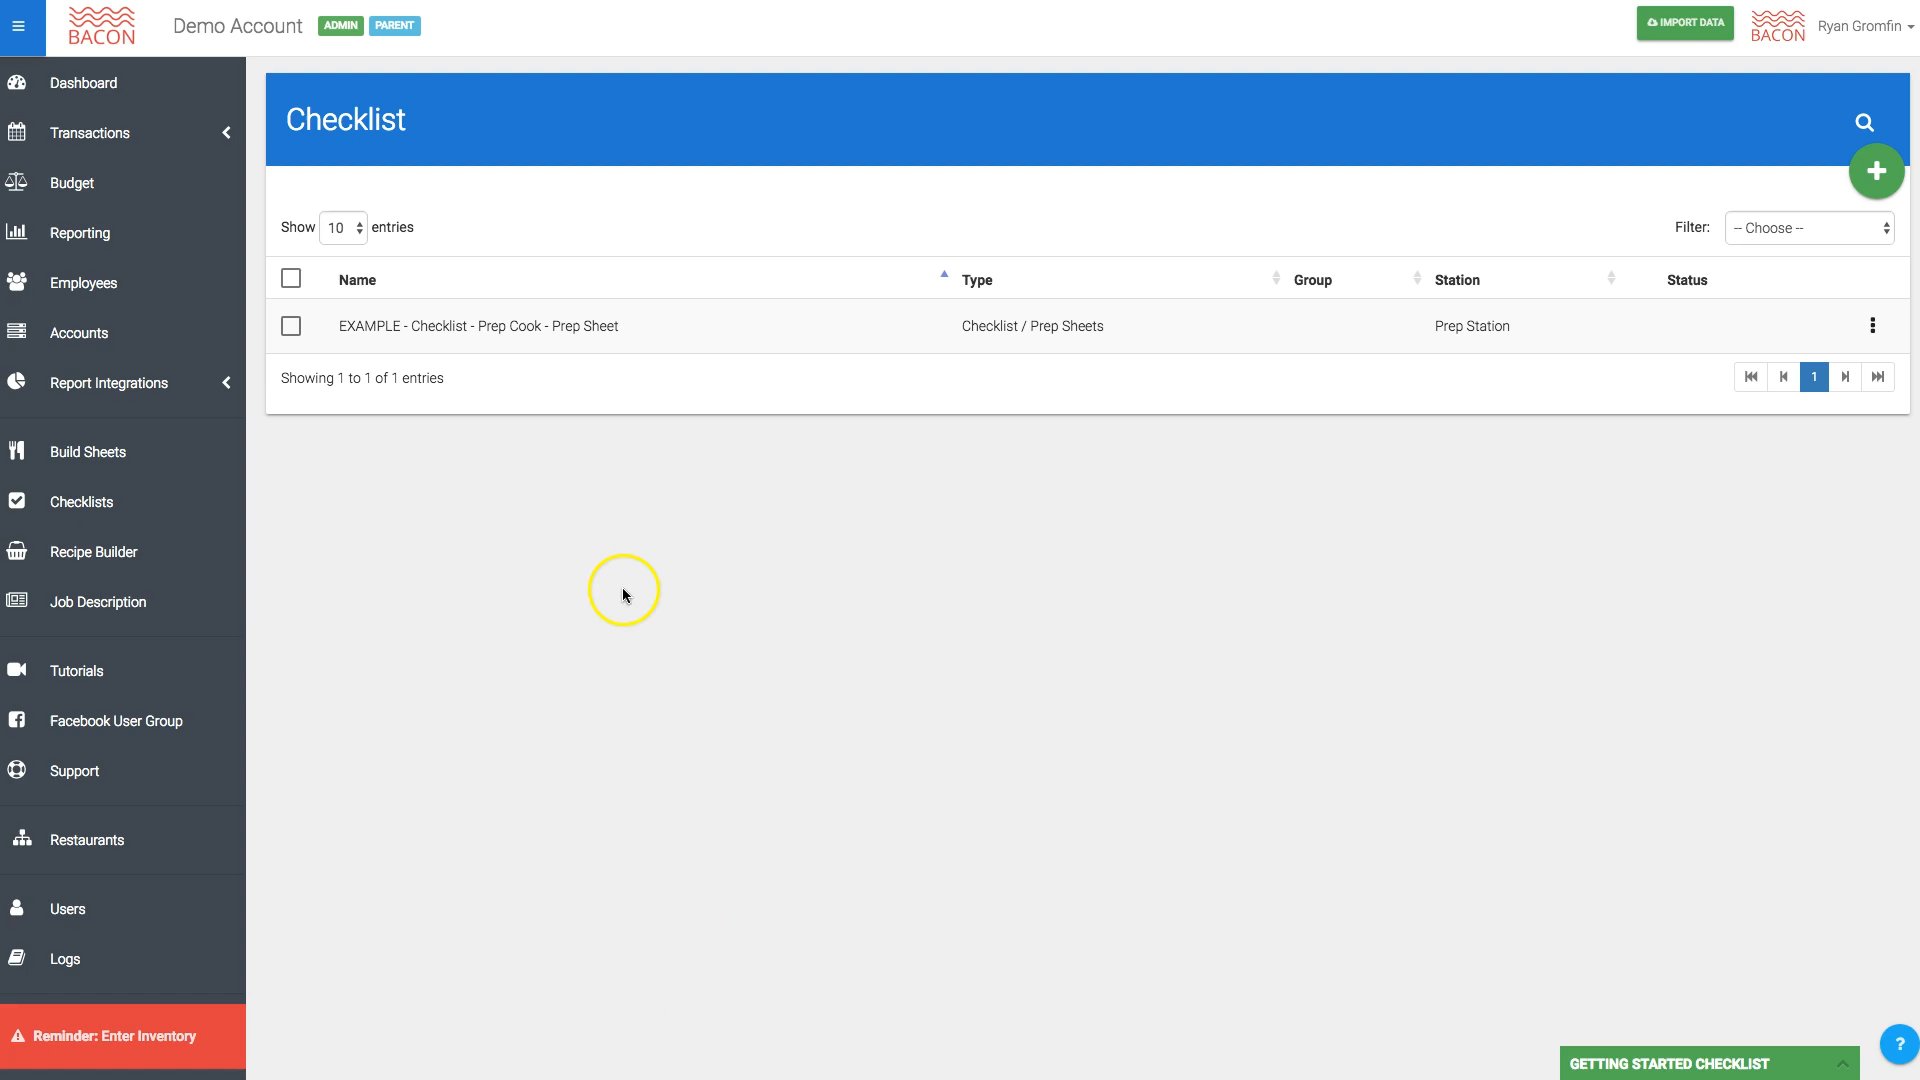 BACON
Demo Account ADMIN PARENT
IMPORT DATA
BACON
Ryan Gromfin
Dashboard
Transactions
Budget
Reporting
Employees
Accounts
Report Integrations
Build Sheets
Checklists
Recipe Builder
Job Description
Tutorials
Facebook User Group
Support
Restaurants
Users
Logs
Reminder: Enter Inventory
Checklist
Show 10 entries
Filter: -- Choose --
Name Type Group Station Status
EXAMPLE - Checklist - Prep Cook - Prep Sheet Checklist / Prep Sheets Prep Station
Showing 1 to 1 of 1 entries
1
?
GETTING STARTED CHECKLIST